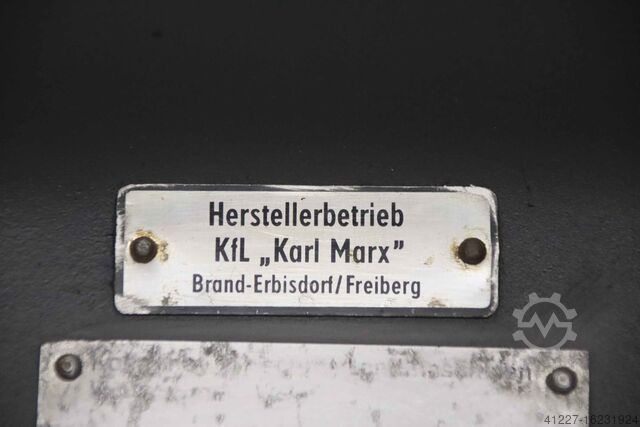 Herstellerbetrieb
KfL „Karl Marx”
Brand-Erbisdorf/Freiberg
41227-16231924